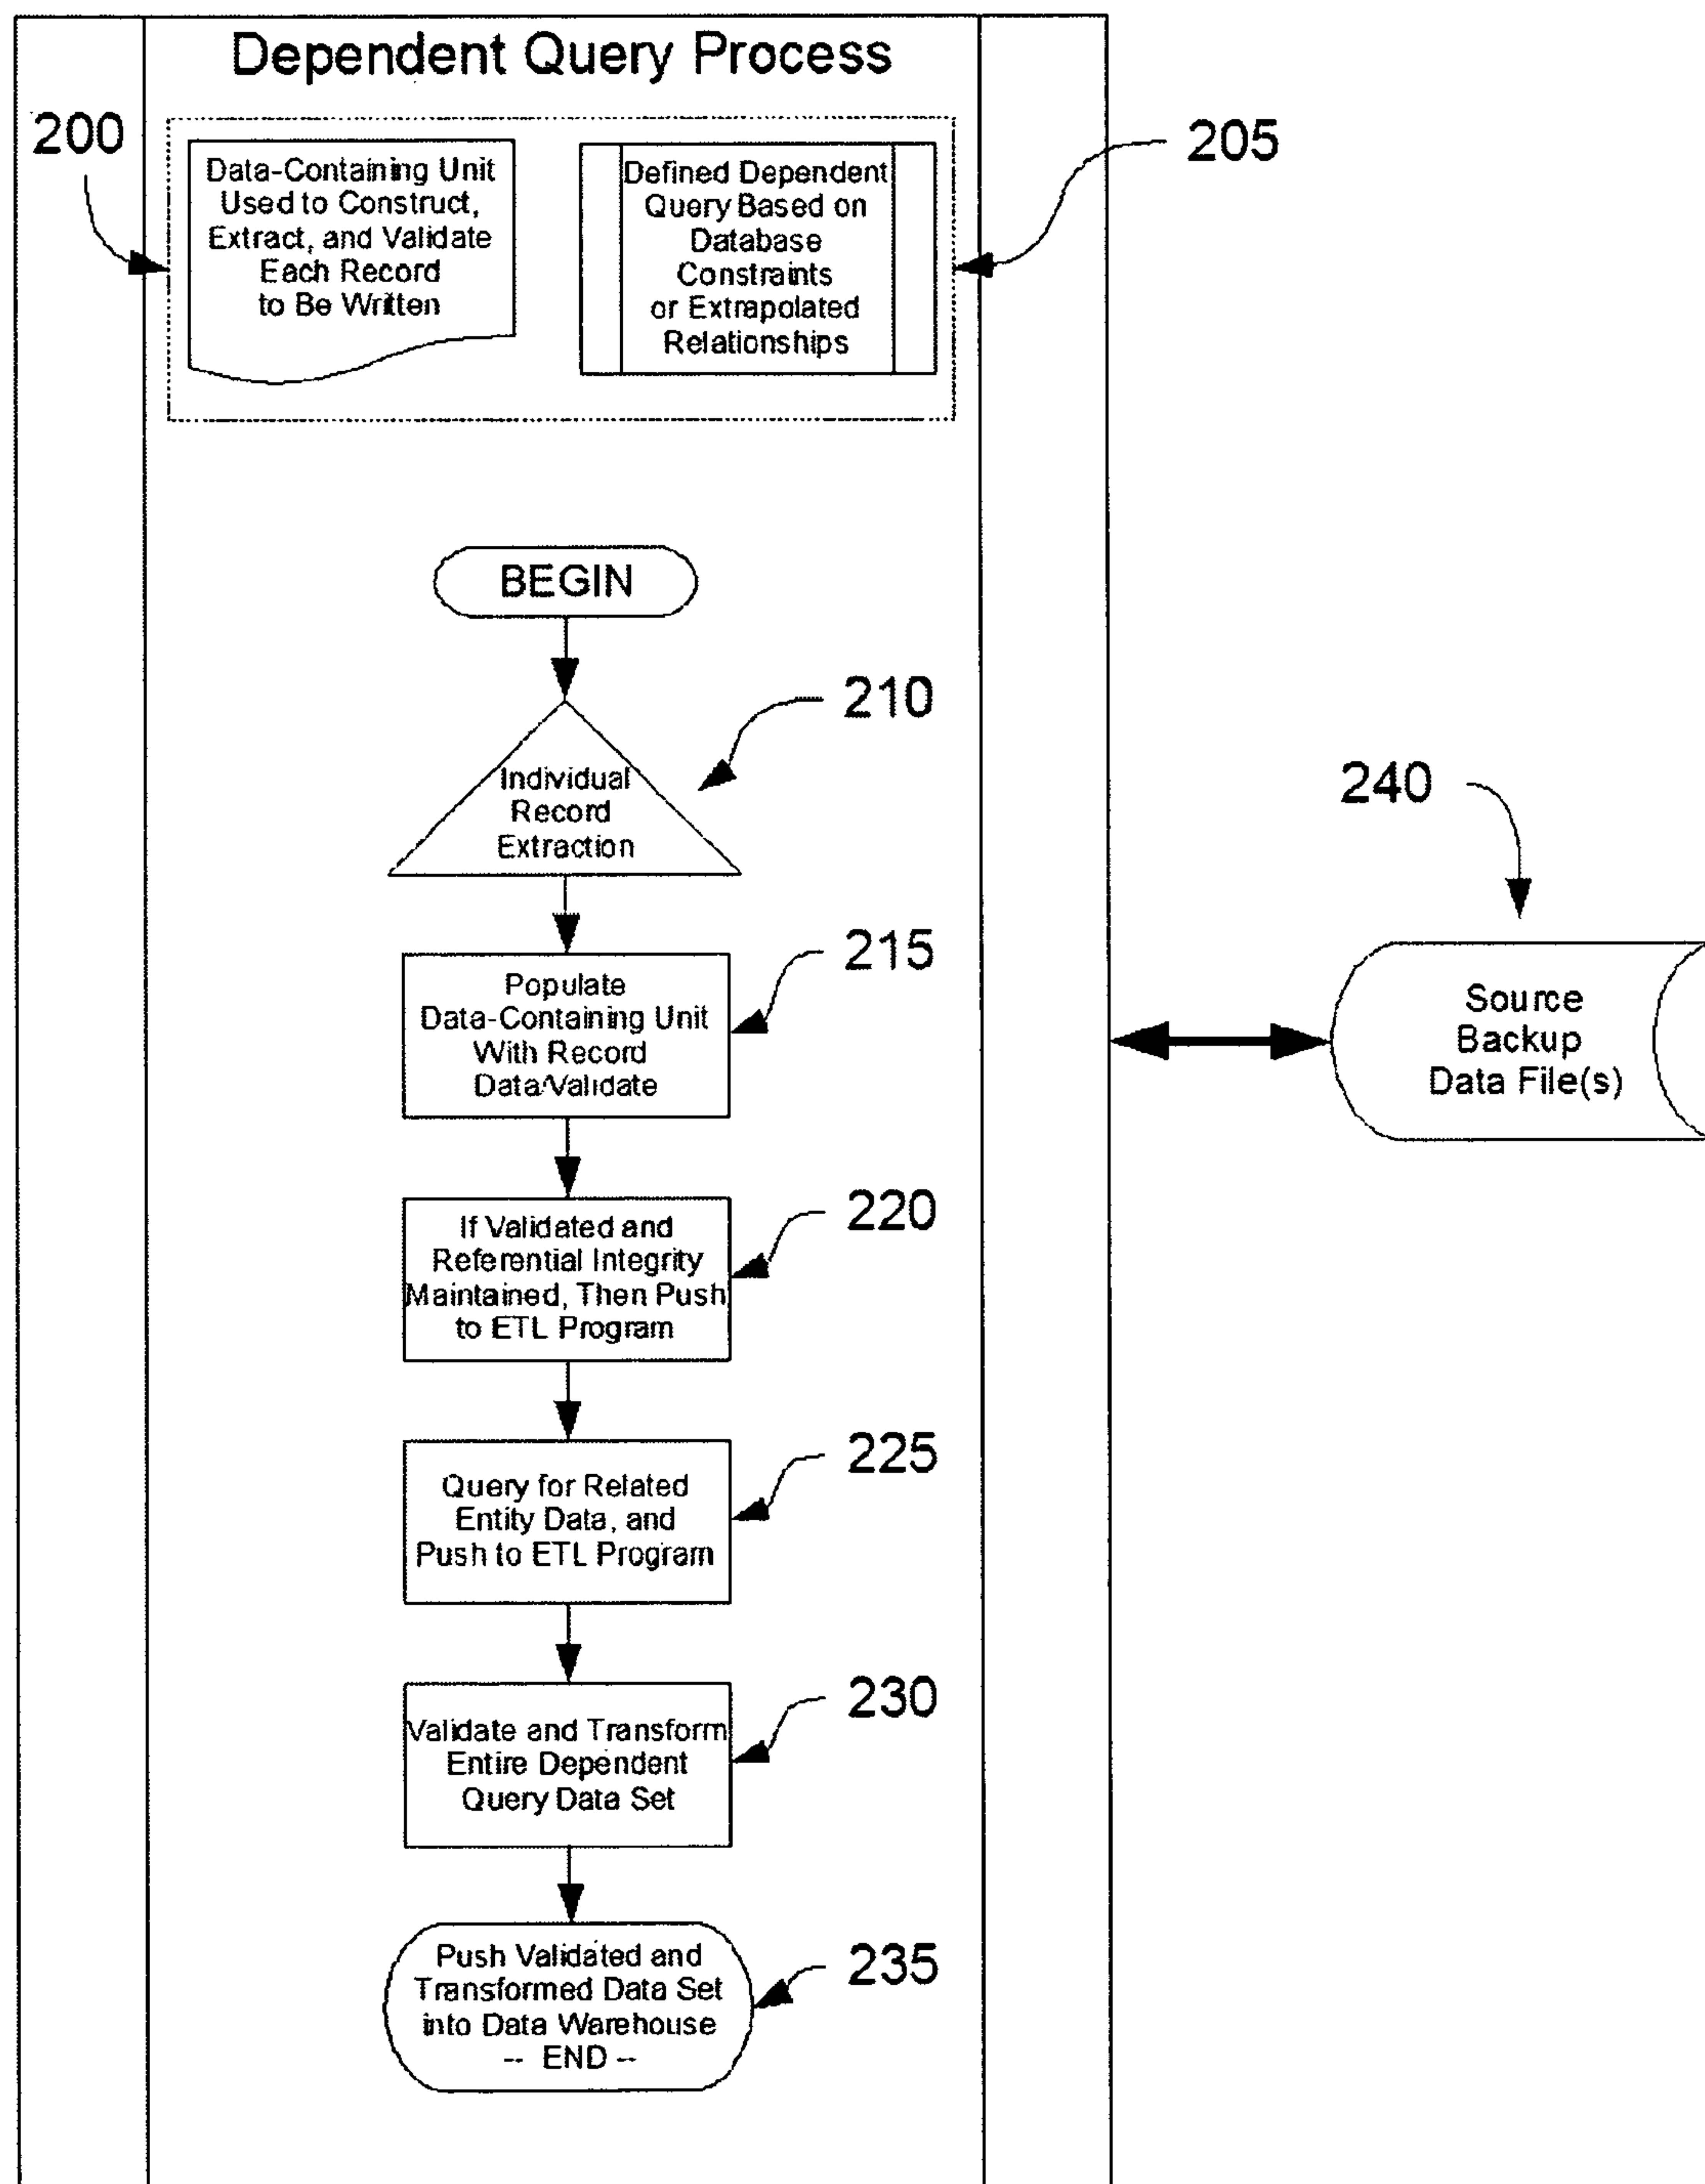 Dependent Query Process
200
Data-Containing Unit
Used to Construct,
Extract, and Validate
Each Record
to Be Written
Defined Dependent
Query Based on
Database
Constraints
or Extrapolated
Relationships
205
BEGIN
210
Individual
Record
Extraction
215
Populate
Data-Containing Unit
With Record
Data/Validate
220
If Validated and
Referential Integrity
Maintained, Then Push
to ETL Program
225
Query for Related
Entity Data, and
Push to ETL Program
230
Validate and Transform
Entire Dependent
Query Data Set
235
Push Validated and
Transformed Data Set
into Data Warehouse
-- END --
240
Source
Backup
Data File(s)